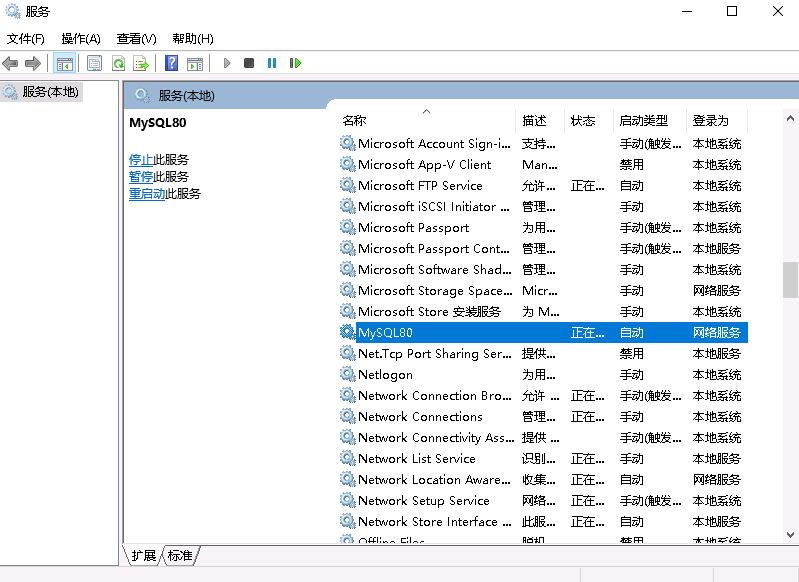 服务
文件(F) 操作(A) 查看(V) 帮助(H)
服务(本地)
服务(本地)
MySQL80
停止此服务
暂停此服务
重启动此服务
名称 描述 状态 启动类型 登录为
Microsoft Account Sign-i... 支持... 手动(触发... 本地系统
Microsoft App-V Client Man... 禁用 本地系统
Microsoft FTP Service 允许... 正在... 自动 本地系统
Microsoft iSCSI Initiator ... 管理... 手动 本地系统
Microsoft Passport 为用... 手动(触发... 本地系统
Microsoft Passport Cont... 管理... 手动(触发... 本地服务
Microsoft Software Shad... 管理... 手动 本地系统
Microsoft Storage Space... Micr... 手动 网络服务
Microsoft Store 安装服务 为 M... 手动 本地系统
MySQL80 正在... 自动 网络服务
Net.Tcp Port Sharing Ser... 提供... 禁用 本地服务
Netlogon 为用... 手动 本地系统
Network Connection Bro... 允许 ... 正在... 手动(触发... 本地系统
Network Connections 管理... 正在... 手动 本地系统
Network Connectivity Ass... 提供 ... 手动(触发... 本地系统
Network List Service 识别... 正在... 手动 本地服务
Network Location Aware... 收集... 正在... 自动 网络服务
Network Setup Service 网络... 正在... 手动(触发... 本地系统
Network Store Interface ... 此服... 正在... 自动 本地服务
Offline Files 脱机... 禁用 本地系统
扩展 标准